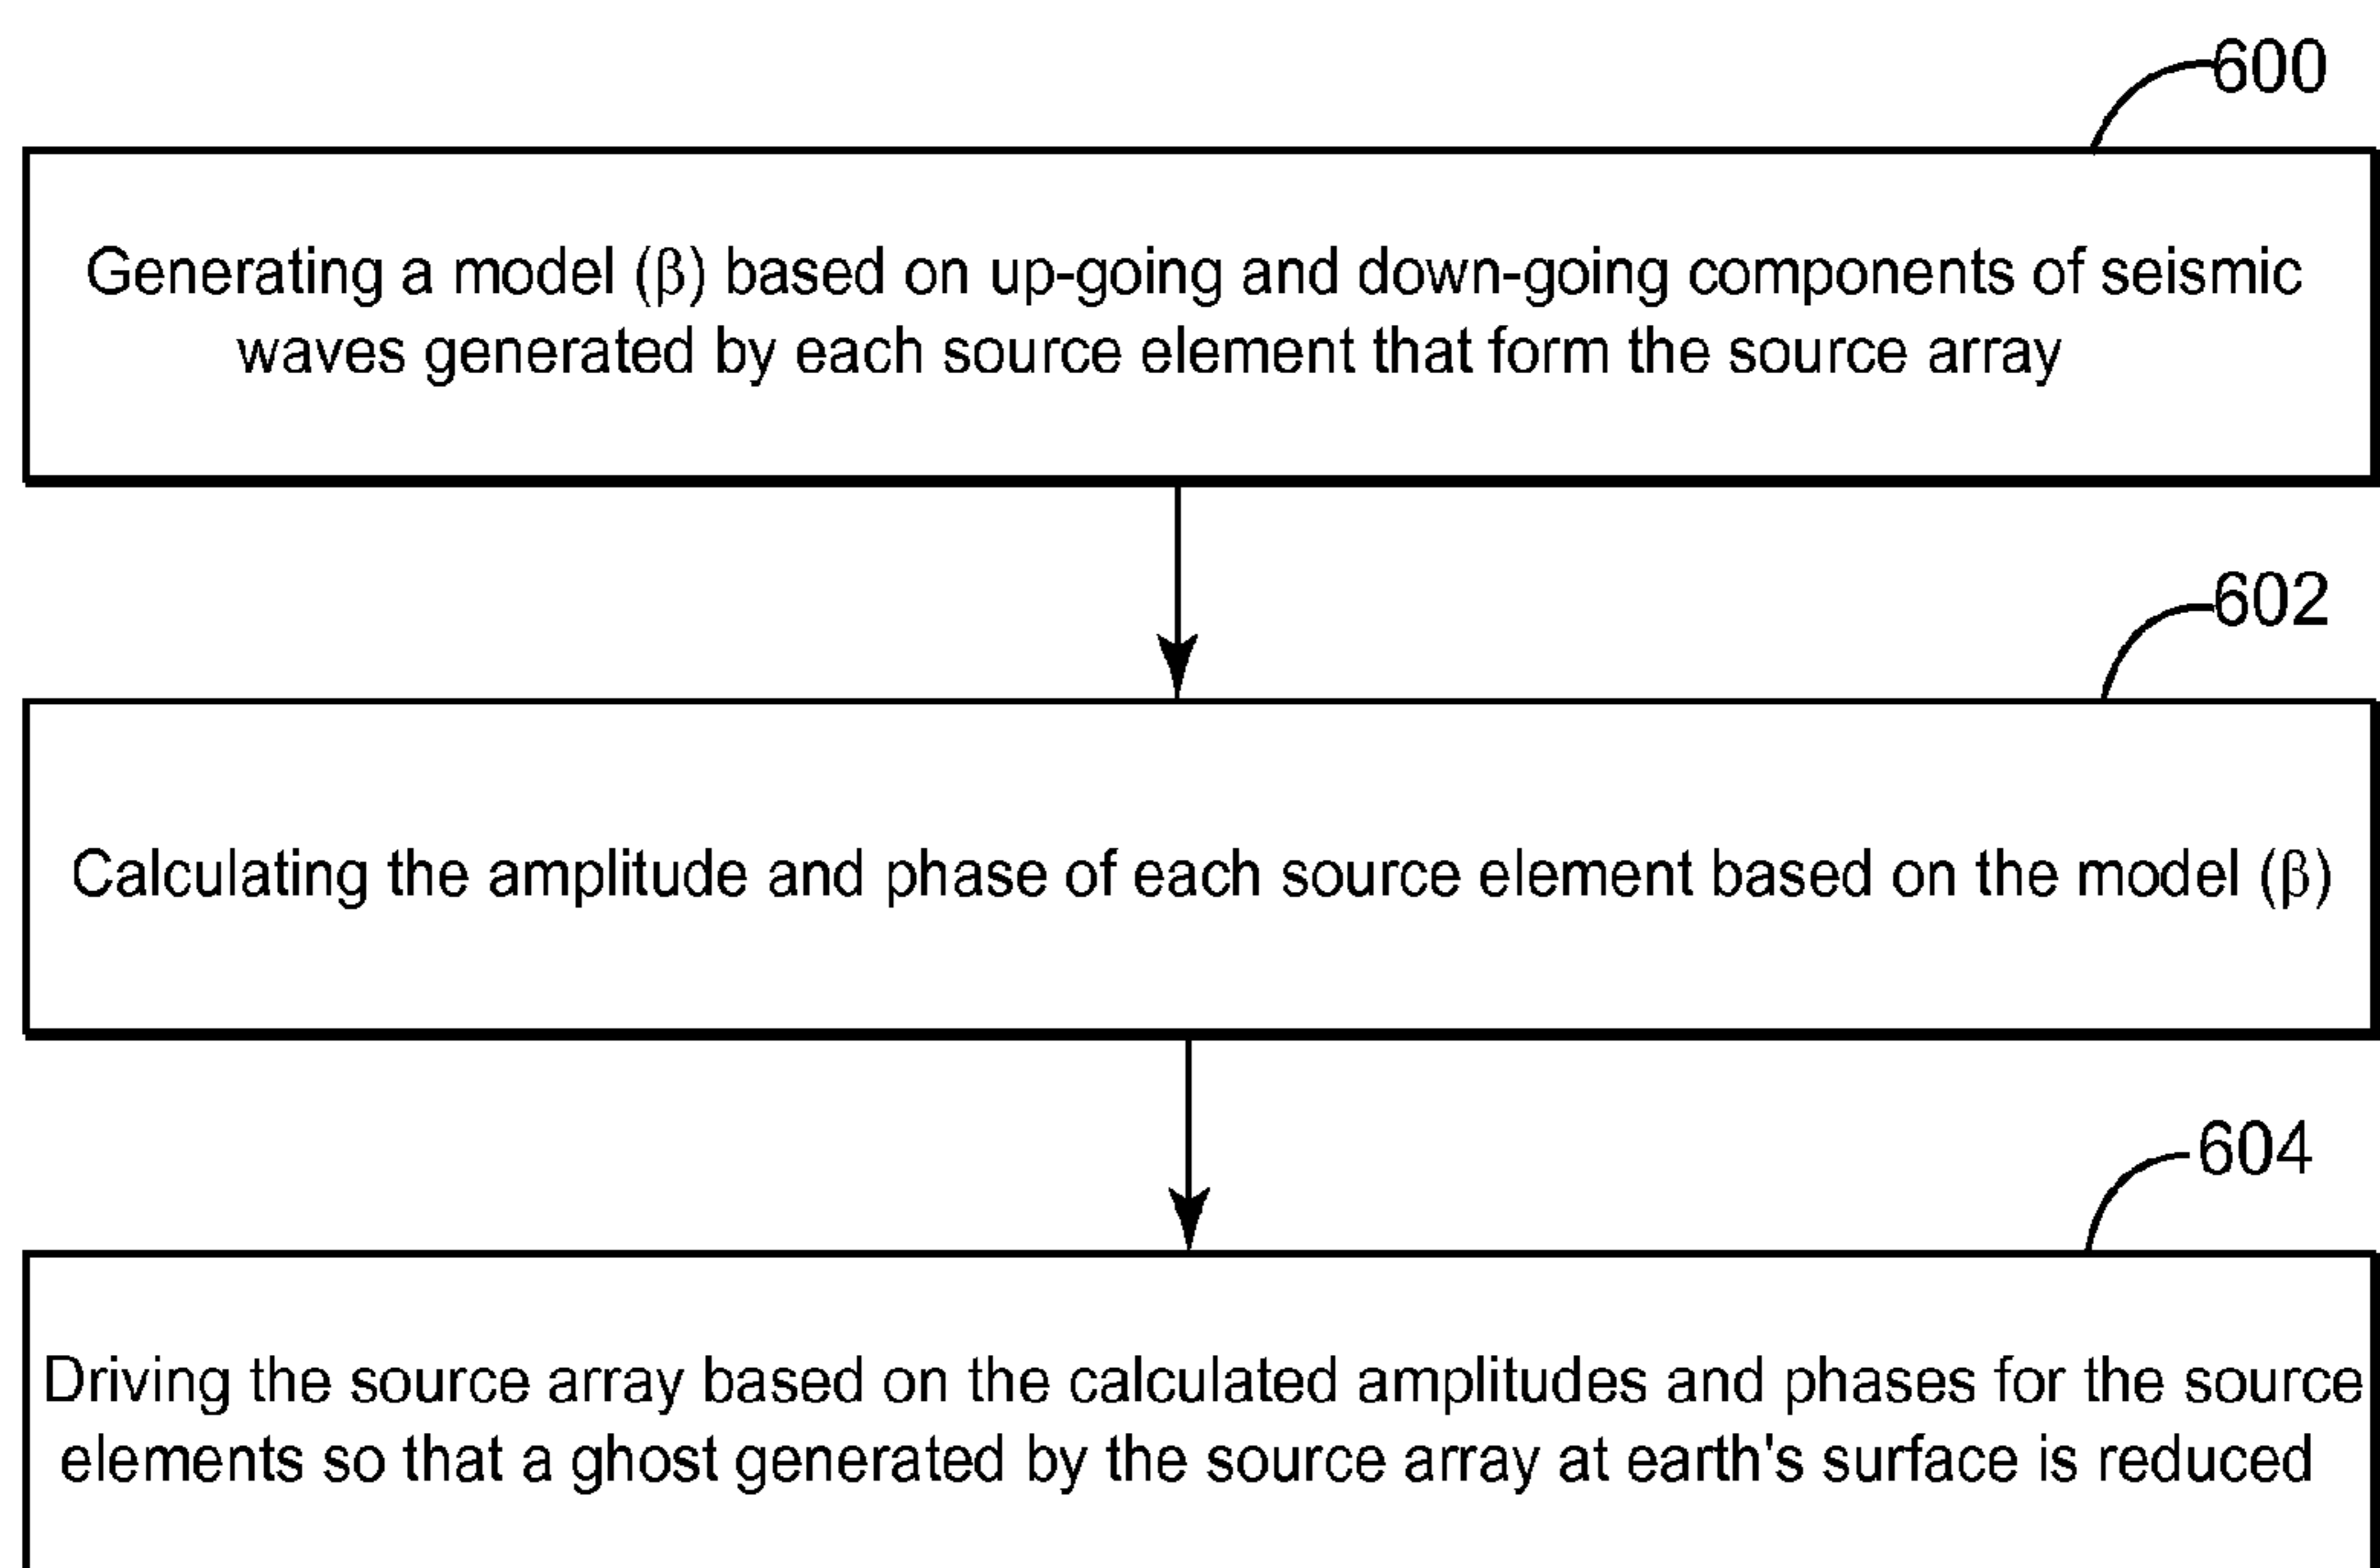 600
Generating a model (β) based on up-going and down-going components of seismic
waves generated by each source element that form the source array
602
Calculating the amplitude and phase of each source element based on the model (β)
604
Driving the source array based on the calculated amplitudes and phases for the source
elements so that a ghost generated by the source array at earth's surface is reduced